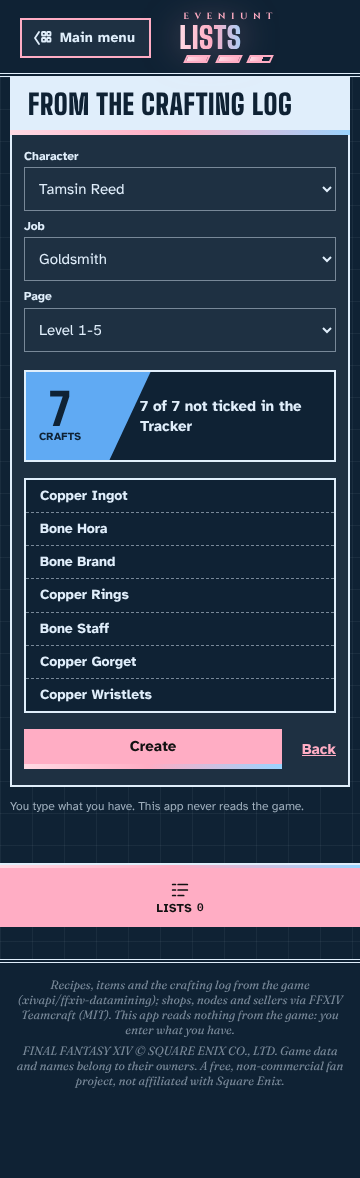 Main menu
EVENIUNT
LISTS
FROM THE CRAFTING LOG
Character
Tamsin Reed
Job
Goldsmith
Page
Level 1-5
7
CRAFTS
7 of 7 not ticked in the
Tracker
Copper Ingot
Bone Hora
Bone Brand
Copper Rings
Bone Staff
Copper Gorget
Copper Wristlets
Create
Back
You type what you have. This app never reads the game.
LISTS 0
Recipes, items and the crafting log from the game
(xivapi/ffxiv-datamining); shops, nodes and sellers via FFXIV
Teamcraft (MIT). This app reads nothing from the game: you
enter what you have.
FINAL FANTASY XIV © SQUARE ENIX CO., LTD. Game data
and names belong to their owners. A free, non-commercial fan
project, not affiliated with Square Enix.